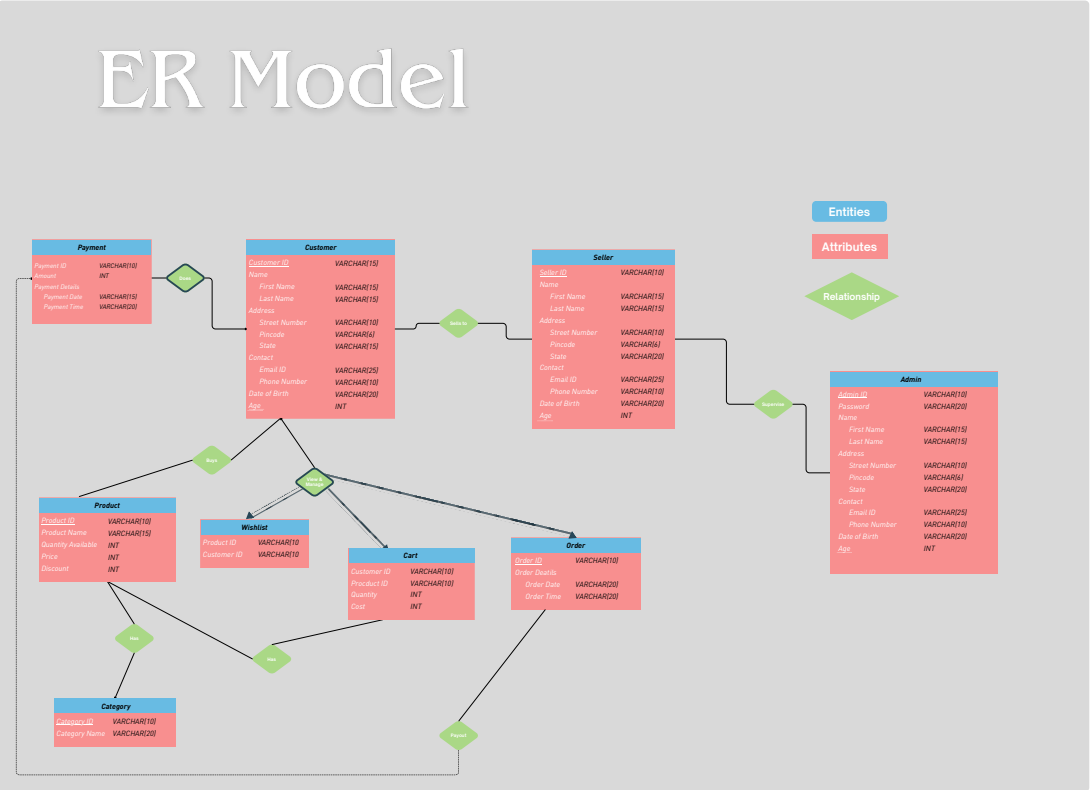 ER Model
Entities
Attributes
Relationship
Payment
Payment ID VARCHAR(10)
Amount INT
Payment Details
Payment Date VARCHAR(15)
Payment Time VARCHAR(20)
Customer
Customer ID VARCHAR(15)
Name
First Name VARCHAR(15)
Last Name VARCHAR(15)
Address
Street Number VARCHAR(10)
Pincode VARCHAR(6)
State VARCHAR(15)
Contact
Email ID VARCHAR(25)
Phone Number VARCHAR(10)
Date of Birth VARCHAR(20)
Age INT
Sells to
Seller
Seller ID VARCHAR(10)
Name
First Name VARCHAR(15)
Last Name VARCHAR(15)
Address
Street Number VARCHAR(10)
Pincode VARCHAR(6)
State VARCHAR(20)
Contact
Email ID VARCHAR(25)
Phone Number VARCHAR(10)
Date of Birth VARCHAR(20)
Age INT
Supervise
Admin
Admin ID VARCHAR(10)
Password VARCHAR(20)
Name
First Name VARCHAR(15)
Last Name VARCHAR(15)
Address
Street Number VARCHAR(10)
Pincode VARCHAR(6)
State VARCHAR(20)
Contact
Email ID VARCHAR(25)
Phone Number VARCHAR(10)
Date of Birth VARCHAR(20)
Age INT
Buys
View &
Manage
Product
Product ID VARCHAR(10)
Product Name VARCHAR(15)
Quantity Available INT
Price INT
Discount INT
Wishlist
Product ID VARCHAR(10
Customer ID VARCHAR(10
Cart
Customer ID VARCHAR(10)
Procduct ID VARCHAR(10)
Quantity INT
Cost INT
Order
Order ID VARCHAR(10)
Order Deatils
Order Date VARCHAR(20)
Order Time VARCHAR(20)
Has
Has
Category
Category ID VARCHAR(10)
Category Name VARCHAR(20)
Payout